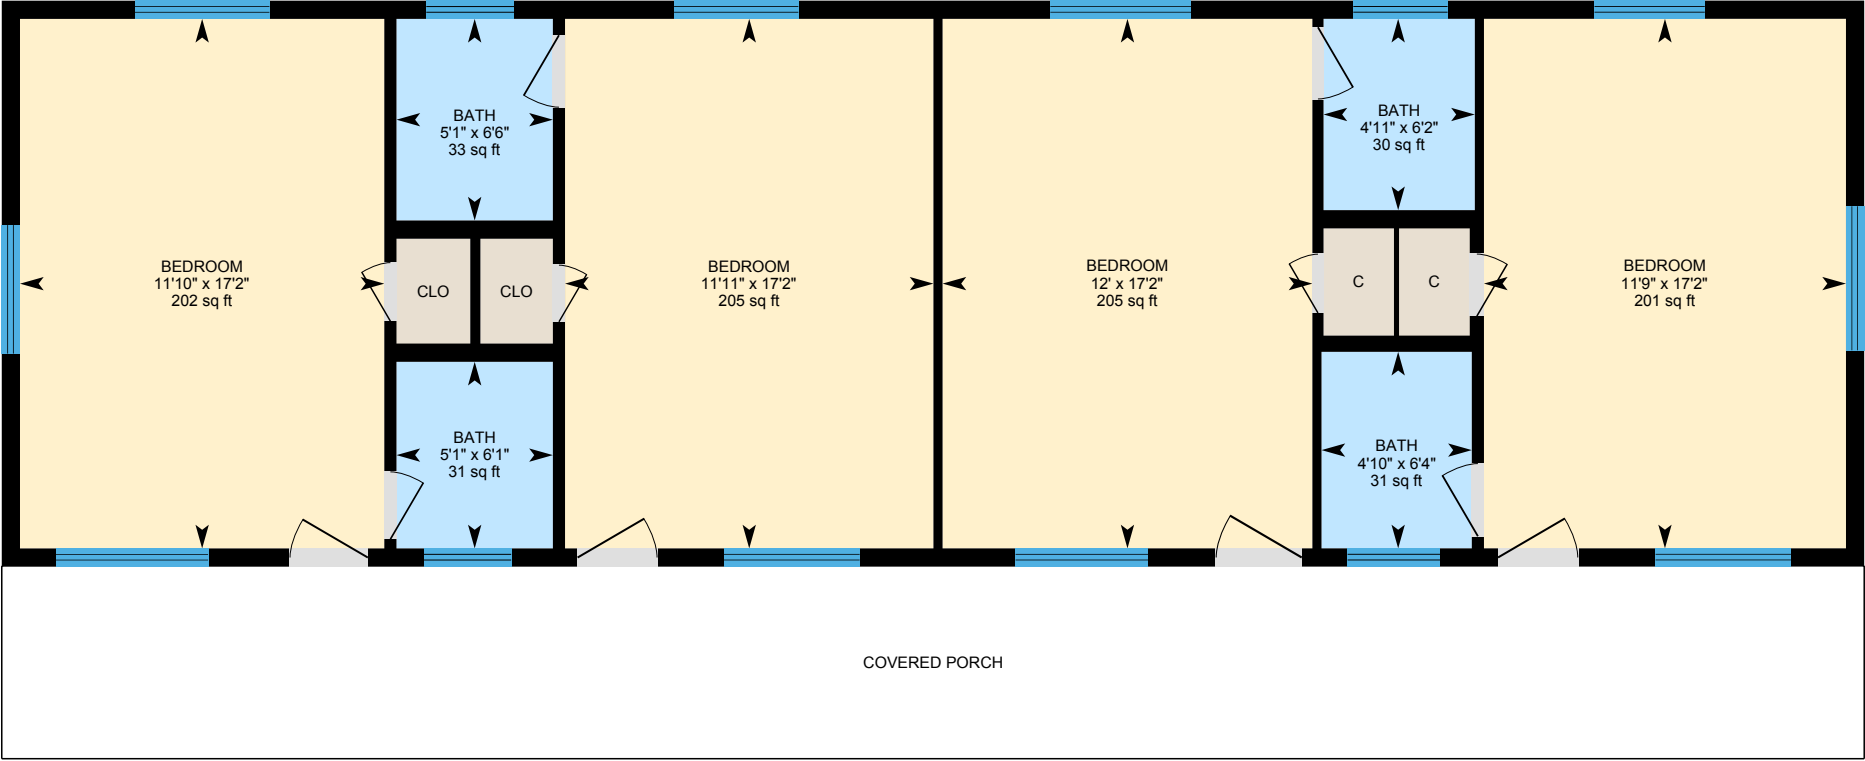 BATH
5'1" x 6'6"
33 sq ft
BATH
4'11" x 6'2"
30 sq ft
BEDROOM
11'10" x 17'2"
202 sq ft
CLO
CLO
BEDROOM
11'11" x 17'2"
205 sq ft
BEDROOM
12' x 17'2"
205 sq ft
C
C
BEDROOM
11'9" x 17'2"
201 sq ft
BATH
5'1" x 6'1"
31 sq ft
BATH
4'10" x 6'4"
31 sq ft
COVERED PORCH